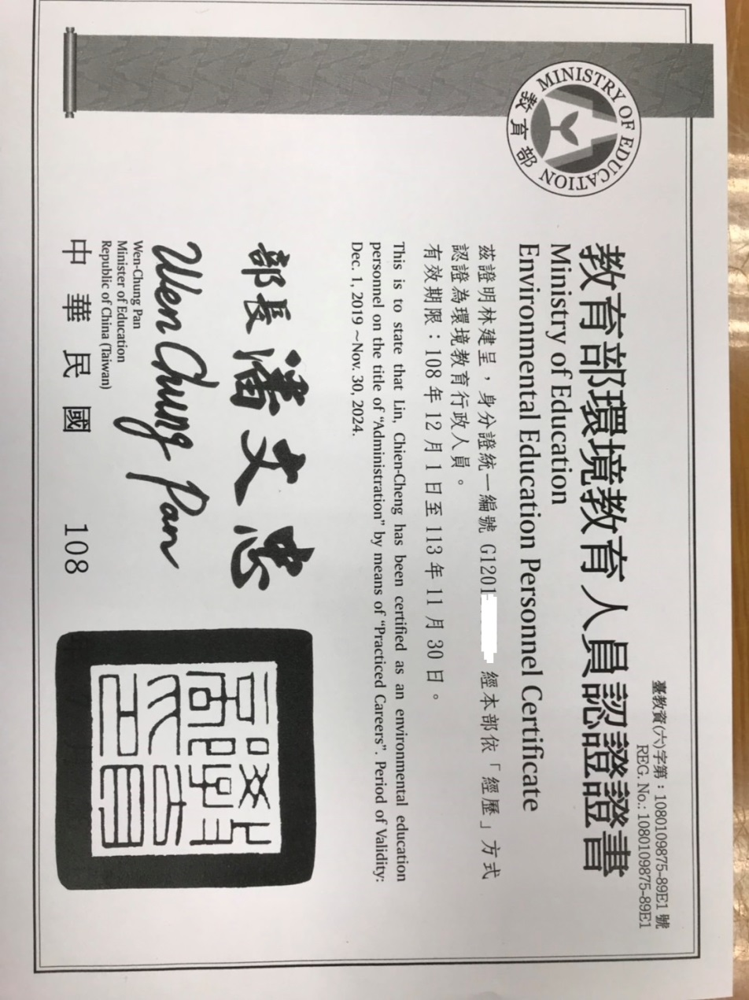 MINISTRY OF EDUCATION
教育部
臺教資(六)字第：1080109875-89E1 號
REG. No.: 1080109875-89E1
教育部環境教育人員認證證書
Ministry of Education
Environmental Education Personnel Certificate
茲證明林建呈，身分證統一編號 G1201 經本部依「經歷」方式
認證為環境教育行政人員。
有效期限：108 年 12 月 1 日至 113 年 11 月 30 日。
This is to state that Lin, Chien-Cheng has been certified as an environmental education
personnel on the title of “Administration” by means of “Practiced Careers”. Period of Validity:
Dec. 1, 2019 ~Nov. 30, 2024.
部長 潘文忠
Wen Chung Pan
Wen-Chung Pan
Minister of Education
Republic of China (Taiwan)
中華民國 108